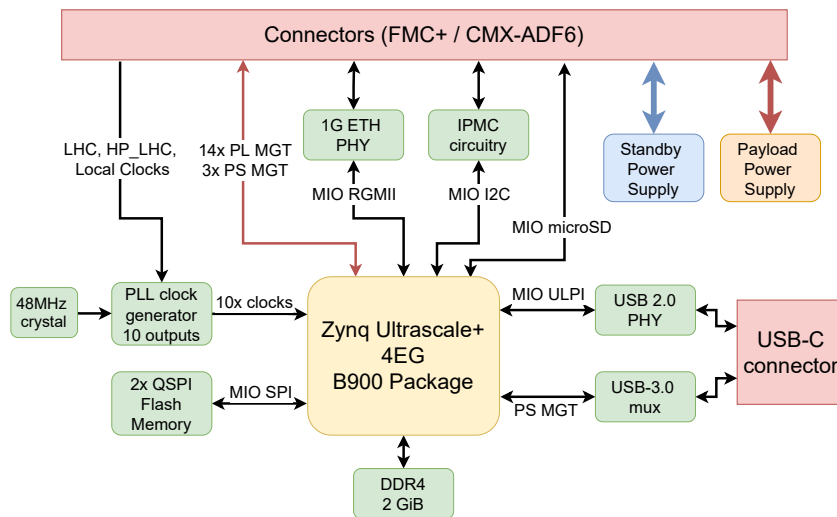 Connectors (FMC+ / CMX-ADF6)
LHC, HP_LHC,
Local Clocks
14x PL MGT
3x PS MGT
1G ETH
PHY
IPMC
circuitry
Standby
Power
Supply
Payload
Power
Supply
MIO RGMII
MIO I2C
MIO microSD
48MHz
crystal
PLL clock
generator
10 outputs
10x clocks
Zynq Ultrascale+
4EG
B900 Package
MIO ULPI
USB 2.0
PHY
USB-C
connector
2x QSPI
Flash
Memory
MIO SPI
PS MGT
USB-3.0
mux
DDR4
2 GiB